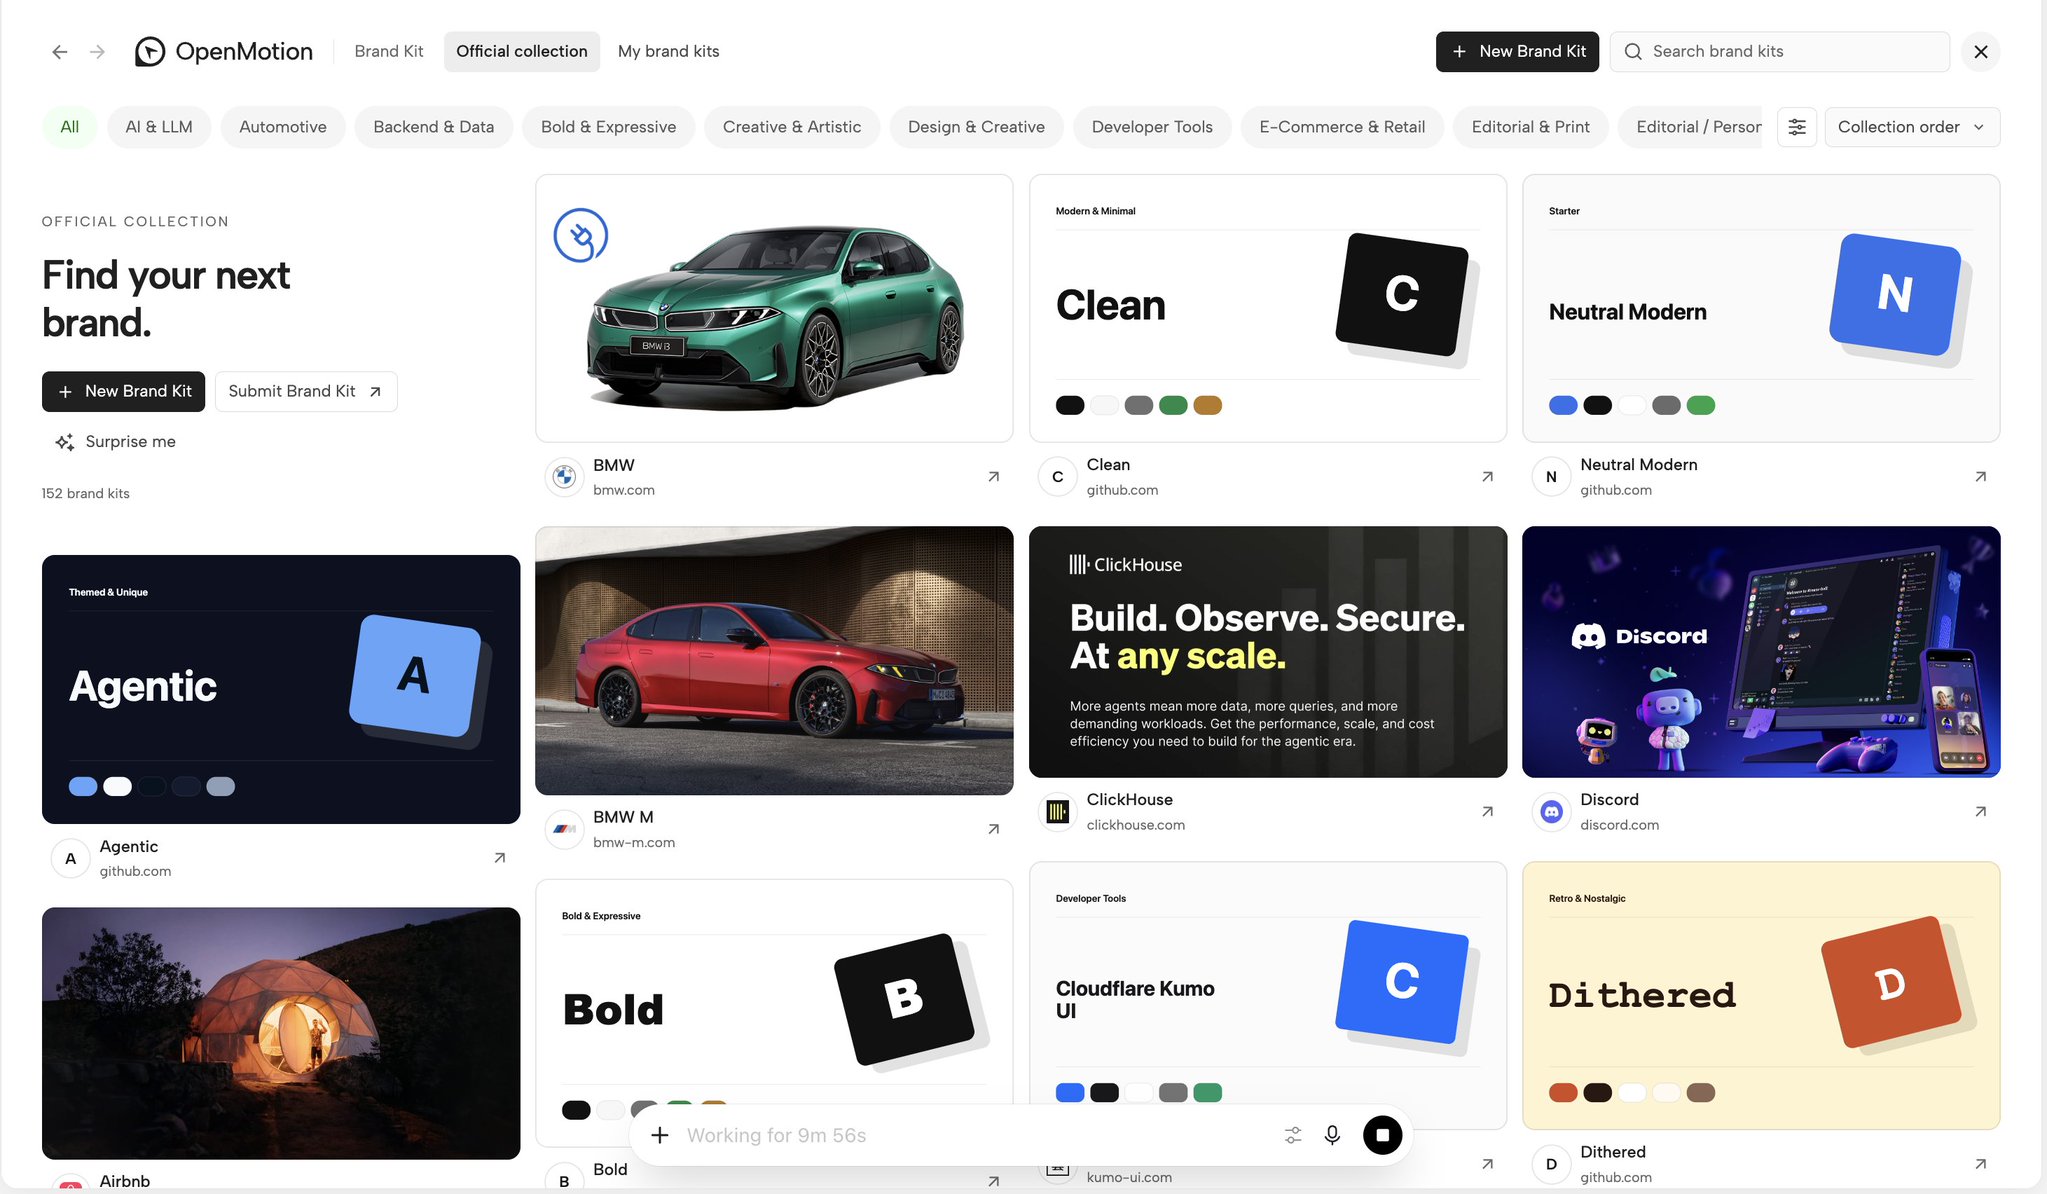 OpenMotion
Brand Kit
Official collection
My brand kits
New Brand Kit
Search brand kits
All
AI & LLM
Automotive
Backend & Data
Bold & Expressive
Creative & Artistic
Design & Creative
Developer Tools
E-Commerce & Retail
Editorial & Print
Editorial / Person
Collection order
OFFICIAL COLLECTION
Find your next
brand.
New Brand Kit
Submit Brand Kit
Surprise me
152 brand kits
Themed & Unique
Agentic
A
A
Agentic
github.com
Airbnb
BMW
bmw.com
BMW M
bmw-m.com
Bold & Expressive
Bold
B
B
Bold
Modern & Minimal
Clean
C
C
Clean
github.com
ClickHouse
Build. Observe. Secure.
At any scale.
More agents mean more data, more queries, and more
demanding workloads. Get the performance, scale, and cost
efficiency you need to build for the agentic era.
ClickHouse
clickhouse.com
Developer Tools
Cloudflare Kumo
UI
C
kumo-ui.com
Starter
Neutral Modern
N
N
Neutral Modern
github.com
Discord
Discord
discord.com
Retro & Nostalgic
Dithered
D
D
Dithered
github.com
Working for 9m 56s